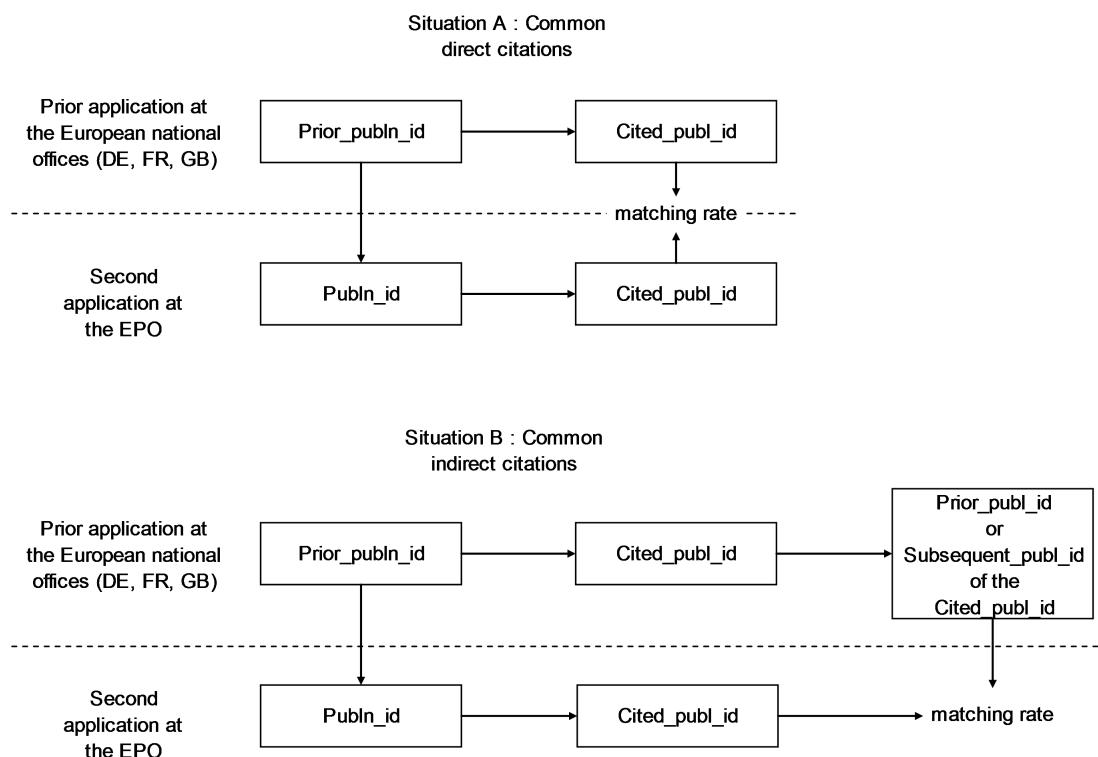 Situation A : Common
direct citations
Prior application at
the European national
offices (DE, FR, GB)
Prior_publn_id
Cited_publ_id
matching rate
Second
application at
the EPO
Publn_id
Cited_publ_id
Situation B : Common
indirect citations
Prior application at
the European national
offices (DE, FR, GB)
Prior_publn_id
Cited_publ_id
Prior_publ_id
or
Subsequent_publ_id
of the
Cited_publ_id
Second
application at
the EPO
Publn_id
Cited_publ_id
matching rate